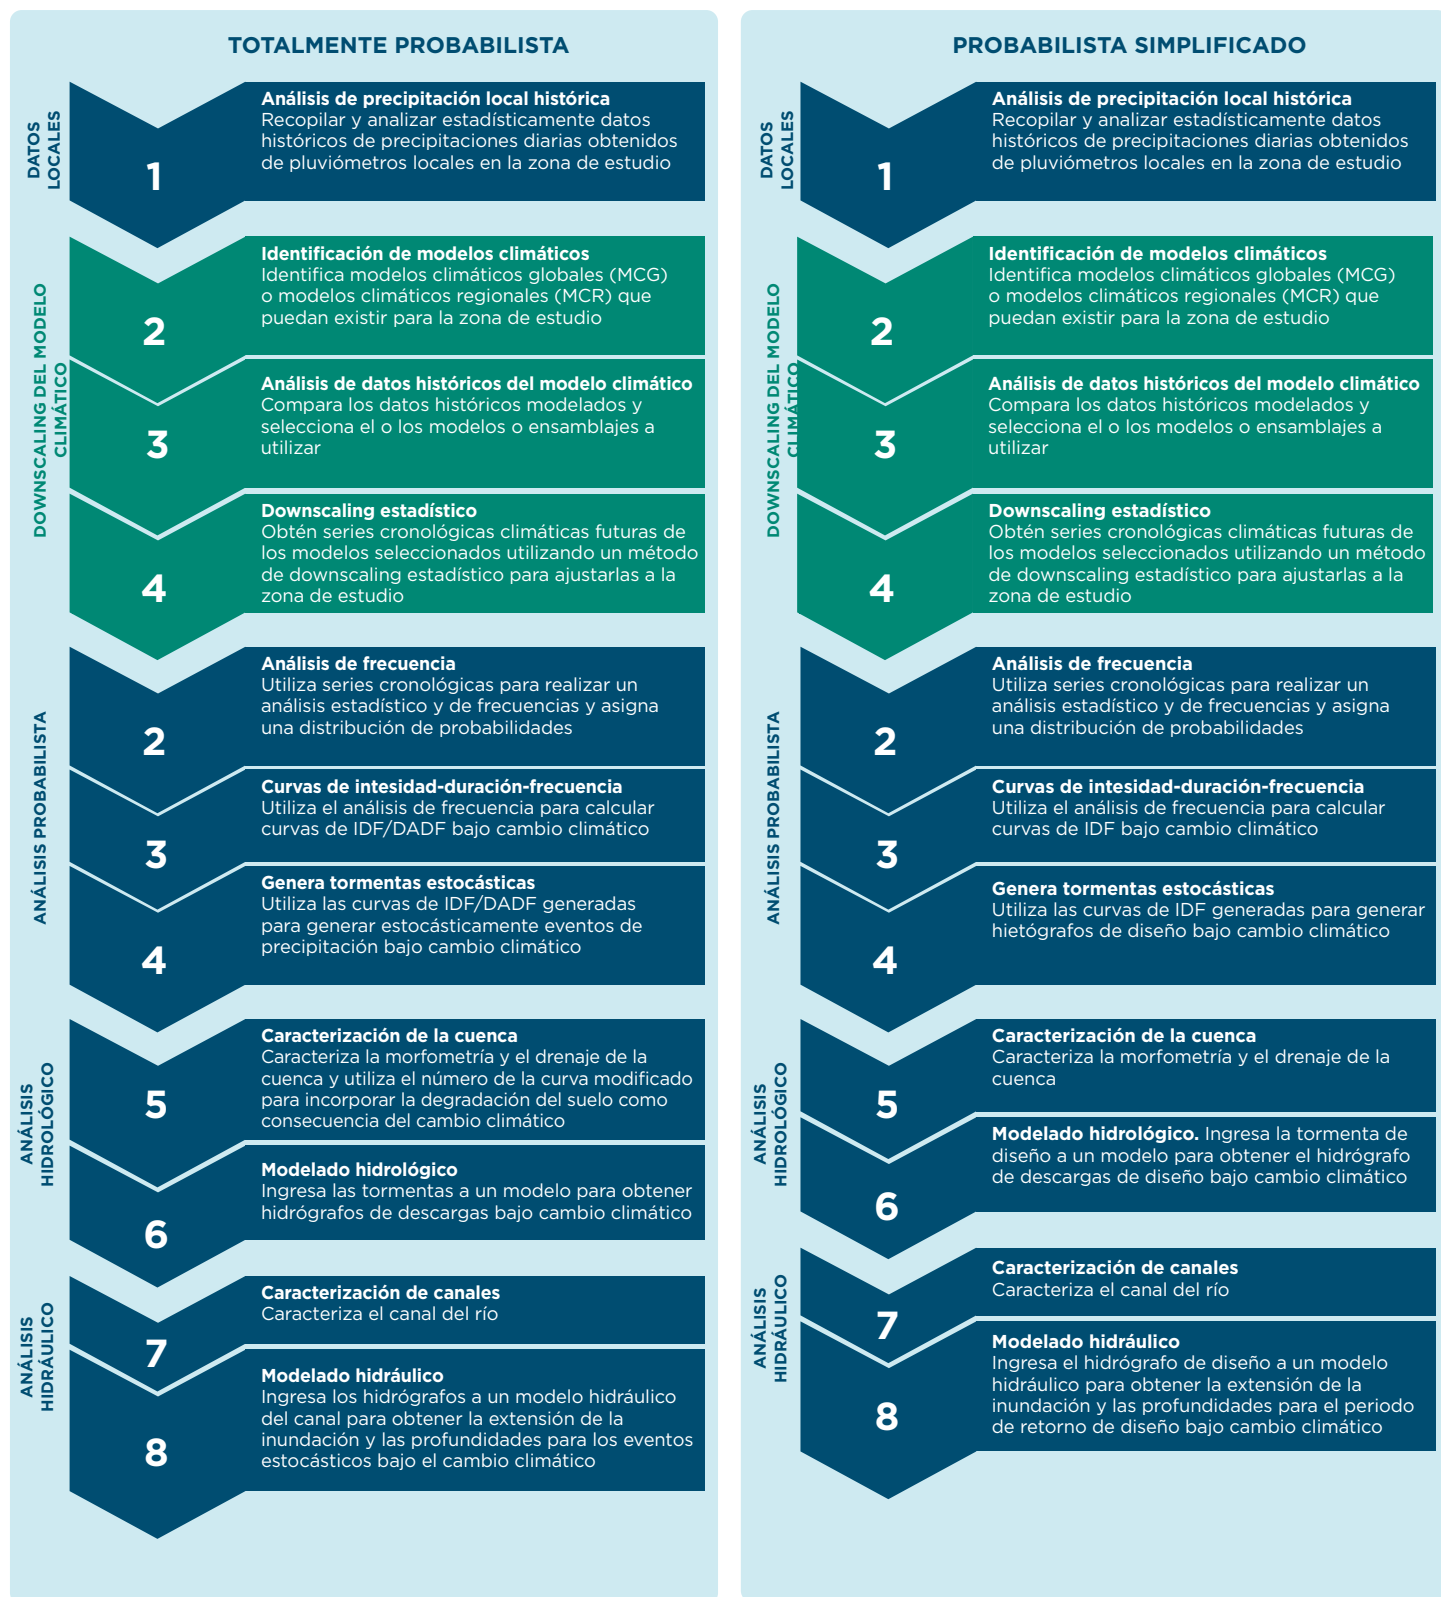 TOTALMENTE PROBABILISTA
DATOS
LOCALES
1
Análisis de precipitación local histórica
Recopilar y analizar estadísticamente datos
históricos de precipitaciones diarias obtenidos
de pluviómetros locales en la zona de estudio
DOWNSCALING DEL MODELO
CLIMÁTICO
2
Identificación de modelos climáticos
Identifica modelos climáticos globales (MCG)
o modelos climáticos regionales (MCR) que
puedan existir para la zona de estudio
3
Análisis de datos históricos del modelo climático
Compara los datos históricos modelados y
selecciona el o los modelos o ensamblajes a
utilizar
4
Downscaling estadístico
Obtén series cronológicas climáticas futuras de
los modelos seleccionados utilizando un método
de downscaling estadístico para ajustarlas a la
zona de estudio
ANÁLISIS PROBABILISTA
2
Análisis de frecuencia
Utiliza series cronológicas para realizar un
análisis estadístico y de frecuencias y asigna
una distribución de probabilidades
3
Curvas de intesidad-duración-frecuencia
Utiliza el análisis de frecuencia para calcular
curvas de IDF/DADF bajo cambio climático
4
Genera tormentas estocásticas
Utiliza las curvas de IDF/DADF generadas
para generar estocásticamente eventos de
precipitación bajo cambio climático
ANÁLISIS
HIDROLÓGICO
5
Caracterización de la cuenca
Caracteriza la morfometría y el drenaje de la
cuenca y utiliza el número de la curva modificado
para incorporar la degradación del suelo como
consecuencia del cambio climático
6
Modelado hidrológico
Ingresa las tormentas a un modelo para obtener
hidrógrafos de descargas bajo cambio climático
ANÁLISIS
HIDRÁULICO
7
Caracterización de canales
Caracteriza el canal del río
8
Modelado hidráulico
Ingresa los hidrógrafos a un modelo hidráulico
del canal para obtener la extensión de la
inundación y las profundidades para los eventos
estocásticos bajo el cambio climático
PROBABILISTA SIMPLIFICADO
DATOS
LOCALES
1
Análisis de precipitación local histórica
Recopilar y analizar estadísticamente datos
históricos de precipitaciones diarias obtenidos
de pluviómetros locales en la zona de estudio
DOWNSCALING DEL MODELO
CLIMÁTICO
2
Identificación de modelos climáticos
Identifica modelos climáticos globales (MCG)
o modelos climáticos regionales (MCR) que
puedan existir para la zona de estudio
3
Análisis de datos históricos del modelo climático
Compara los datos históricos modelados y
selecciona el o los modelos o ensamblajes a
utilizar
4
Downscaling estadístico
Obtén series cronológicas climáticas futuras de
los modelos seleccionados utilizando un método
de downscaling estadístico para ajustarlas a la
zona de estudio
ANÁLISIS PROBABILISTA
2
Análisis de frecuencia
Utiliza series cronológicas para realizar un
análisis estadístico y de frecuencias y asigna
una distribución de probabilidades
3
Curvas de intesidad-duración-frecuencia
Utiliza el análisis de frecuencia para calcular
curvas de IDF bajo cambio climático
4
Genera tormentas estocásticas
Utiliza las curvas de IDF generadas para generar
hietógrafos de diseño bajo cambio climático
ANÁLISIS
HIDROLÓGICO
5
Caracterización de la cuenca
Caracteriza la morfometría y el drenaje de la
cuenca
6
Modelado hidrológico. Ingresa la tormenta de
diseño a un modelo para obtener el hidrógrafo
de descargas de diseño bajo cambio climático
ANÁLISIS
HIDRÁULICO
7
Caracterización de canales
Caracteriza el canal del río
8
Modelado hidráulico
Ingresa el hidrógrafo de diseño a un modelo
hidráulico para obtener la extensión de la
inundación y las profundidades para el periodo
de retorno de diseño bajo cambio climático